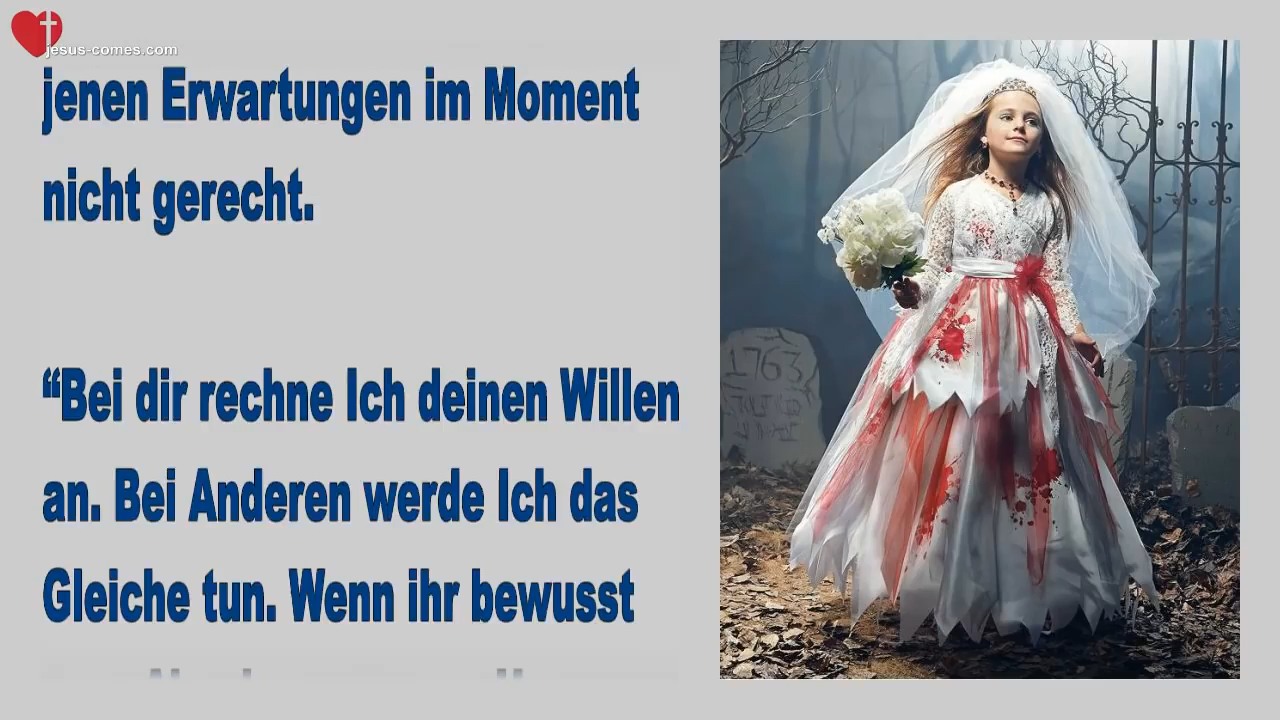 jesus-comes.com
jenen Erwartungen im Moment
nicht gerecht.
“Bei dir rechne Ich deinen Willen
an. Bei Anderen werde Ich das
Gleiche tun. Wenn ihr bewusst
1763